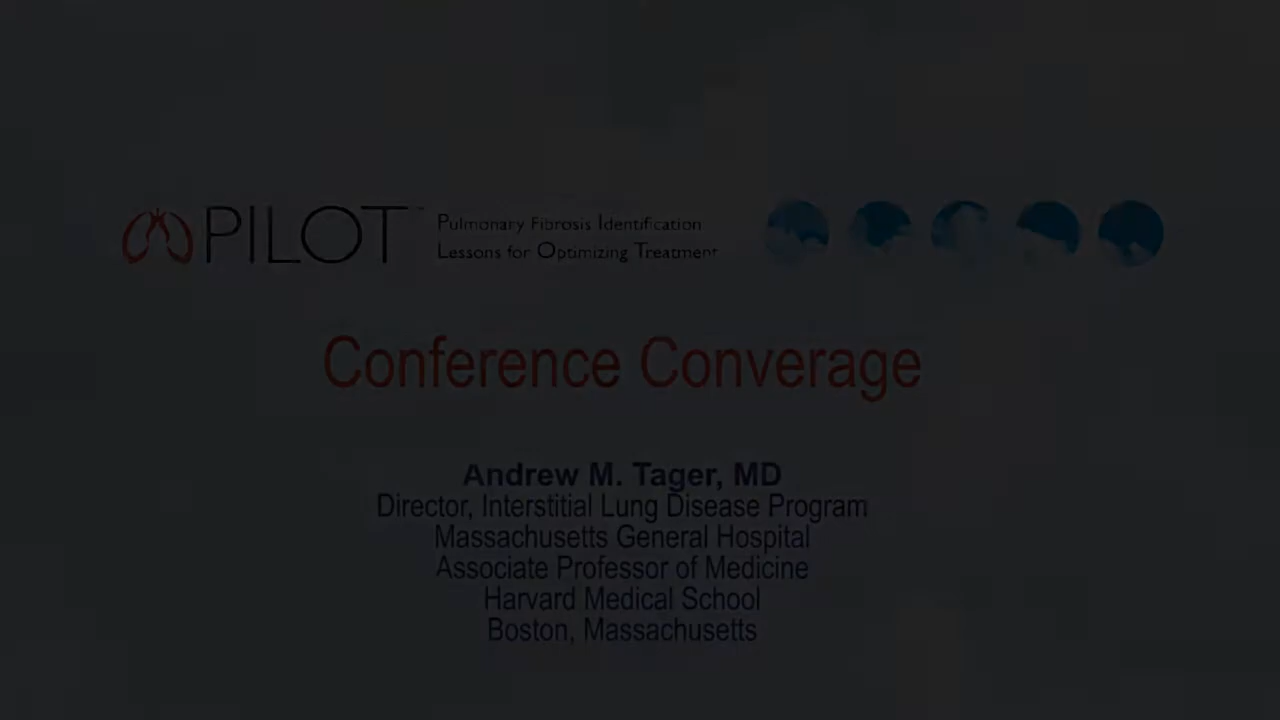 PILOT™
Pulmonary Fibrosis Identification
Lessons for Optimizing Treatment
Conference Converage
Andrew M. Tager, MD
Director, Interstitial Lung Disease Program
Massachusetts General Hospital
Associate Professor of Medicine
Harvard Medical School
Boston, Massachusetts